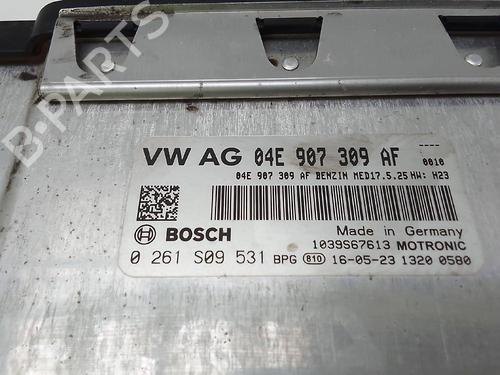 B-PARTS
VW AG 04E 907 309 AF ----
0010
04E 907 309 AF BENZIN MED17.5.25 HW: H23
BOSCH
Made in Germany
1039S67613 MOTRONIC
0 261 S09 531 BPG 810 16-05-23 1320 0580